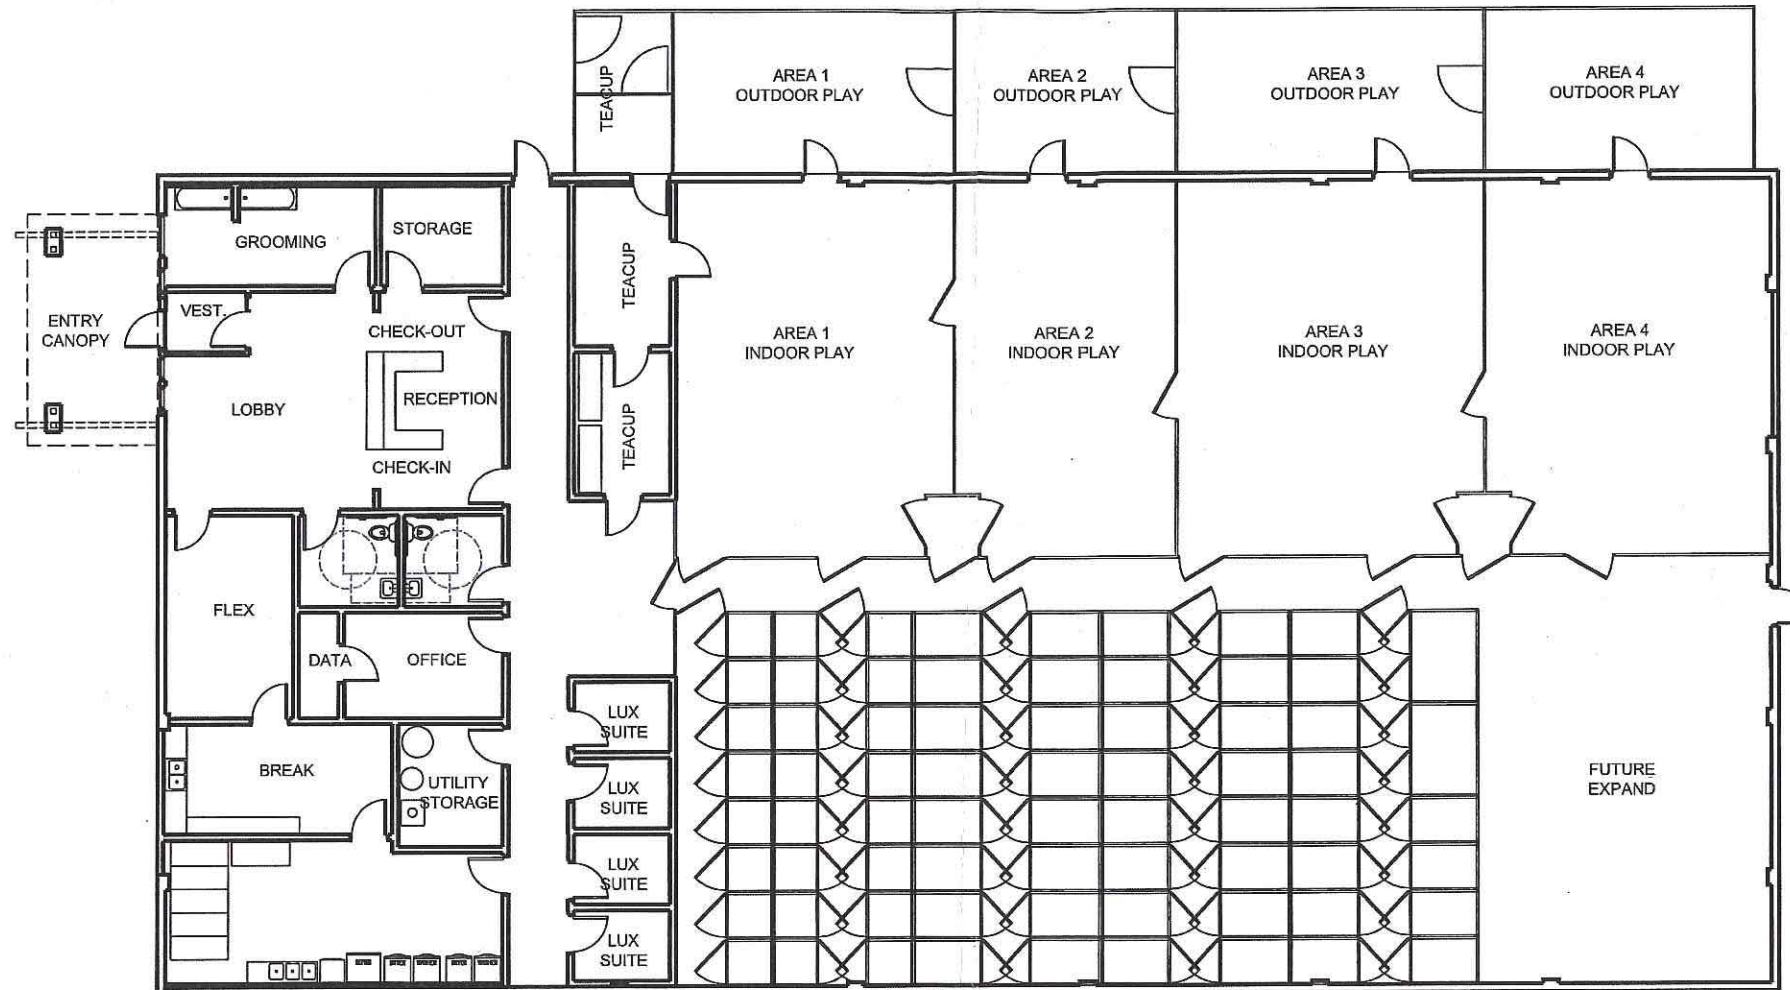 TEACUP
AREA 1
OUTDOOR PLAY
AREA 2
OUTDOOR PLAY
AREA 3
OUTDOOR PLAY
AREA 4
OUTDOOR PLAY
GROOMING
STORAGE
TEACUP
ENTRY
CANOPY
VEST.
CHECK-OUT
AREA 1
INDOOR PLAY
AREA 2
INDOOR PLAY
AREA 3
INDOOR PLAY
AREA 4
INDOOR PLAY
LOBBY
RECEPTION
TEACUP
CHECK-IN
FLEX
DATA
OFFICE
LUX
SUITE
BREAK
UTILITY
STORAGE
LUX
SUITE
FUTURE
EXPAND
LUX
SUITE
LUX
SUITE